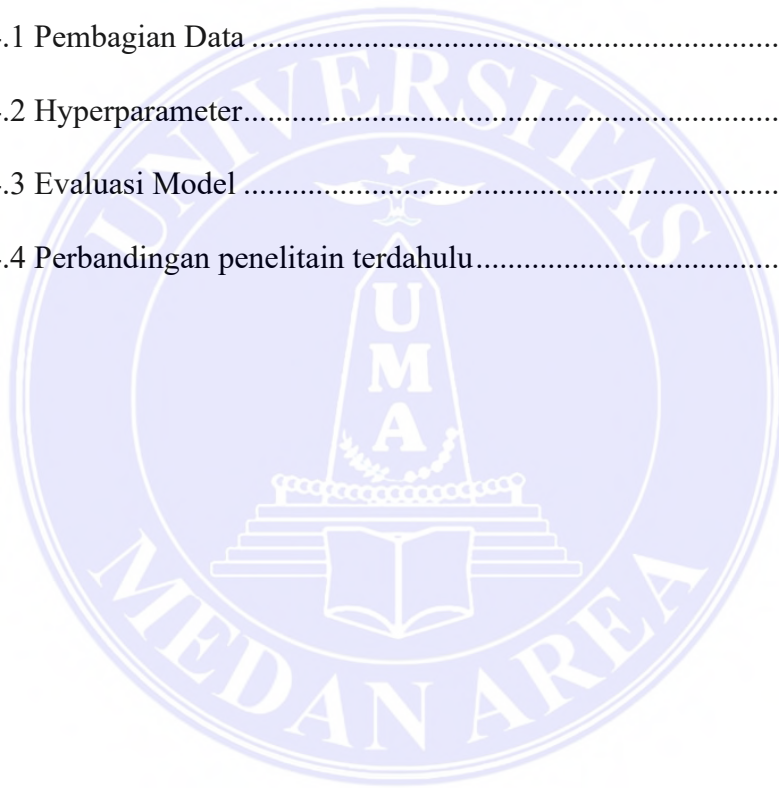 .1 Pembagian Data ................................................................
.2 Hyperparameter................................................................
.3 Evaluasi Model ................................................................
.4 Perbandingan penelitain terdahulu......................................
UNIVERSITAS
UMA
MEDAN AREA